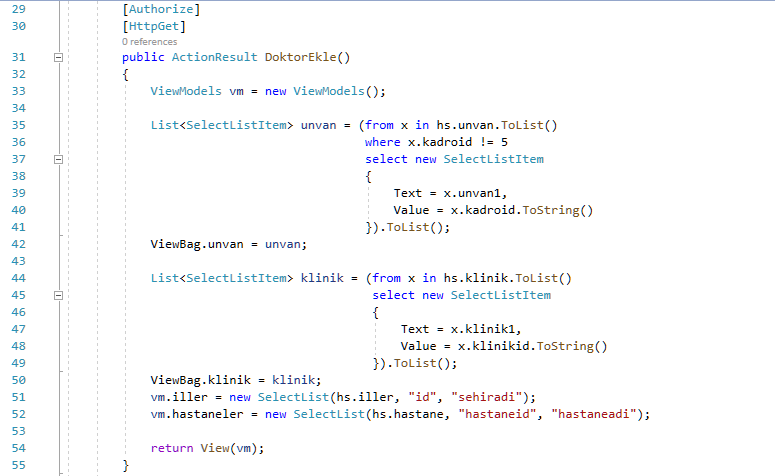 29 [Authorize]
30 [HttpGet]
0 references
31 public ActionResult DoktorEkle()
32 {
33 ViewModels vm = new ViewModels();
34
35 List<SelectListItem> unvan = (from x in hs.unvan.ToList()
36 where x.kadroid != 5
37 select new SelectListItem
38 {
39 Text = x.unvan1,
40 Value = x.kadroid.ToString()
41 }).ToList();
42 ViewBag.unvan = unvan;
43
44 List<SelectListItem> klinik = (from x in hs.klinik.ToList()
45 select new SelectListItem
46 {
47 Text = x.klinik1,
48 Value = x.klinikid.ToString()
49 }).ToList();
50 ViewBag.klinik = klinik;
51 vm.iller = new SelectList(hs.iller, "id", "sehiradi");
52 vm.hastaneler = new SelectList(hs.hastane, "hastaneid", "hastaneadi");
53
54 return View(vm);
55 }